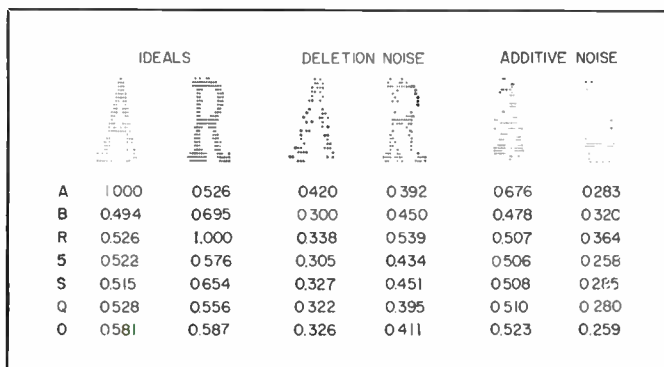 IDEALS DELETION NOISE ADDITIVE NOISE
A 1.000 0.526 0.420 0.392 0.676 0.283
B 0.494 0.695 0.300 0.450 0.478 0.320
R 0.526 1.000 0.338 0.539 0.507 0.364
5 0.522 0.576 0.305 0.434 0.506 0.258
S 0.515 0.654 0.327 0.451 0.508 0.285
Q 0.528 0.556 0.322 0.395 0.510 0.280
O 0.581 0.587 0.326 0.411 0.523 0.259